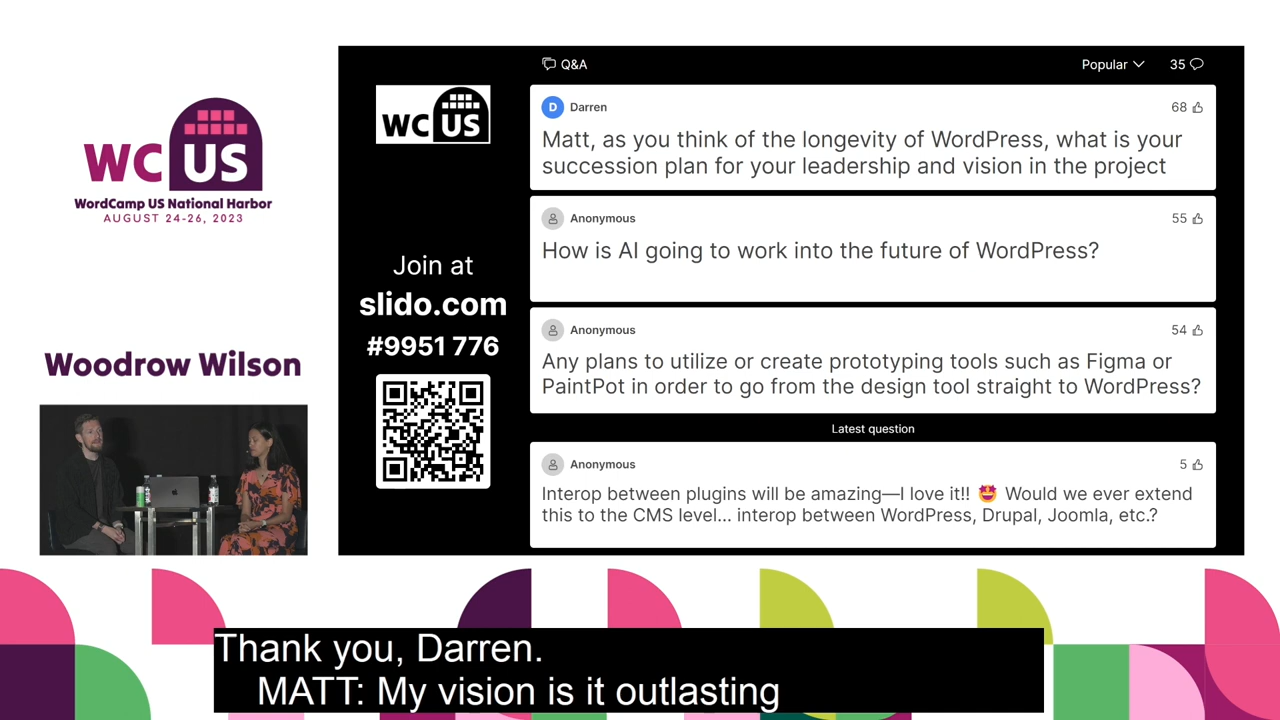 WC US
WordCamp US National Harbor
AUGUST 24-26, 2023
Woodrow Wilson
WC US
Join at
slido.com
#9951 776
Q&A
Popular
35
D
Darren
68
Matt, as you think of the longevity of WordPress, what is your
succession plan for your leadership and vision in the project
Anonymous
55
How is AI going to work into the future of WordPress?
Anonymous
54
Any plans to utilize or create prototyping tools such as Figma or
PaintPot in order to go from the design tool straight to WordPress?
Latest question
Anonymous
5
Interop between plugins will be amazing—I love it!! 🤩 Would we ever extend
this to the CMS level... interop between WordPress, Drupal, Joomla, etc.?
Thank you, Darren.
MATT: My vision is it outlasting